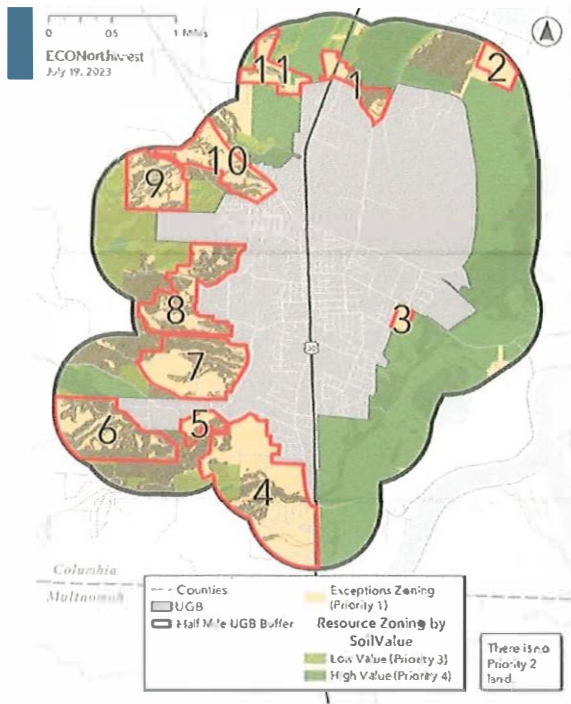 0 0.5 1 Miles
ECONorthwest
July 19, 2023
11
1
2
10
9
8
3
30
7
6
5
4
Columbia
Multnomah
Counties
UGB
Half Mile UGB Buffer
Exceptions Zoning
(Priority 1)
Resource Zoning by
Soil Value
Low Value (Priority 3)
High Value (Priority 4)
There is no
Priority 2
land.